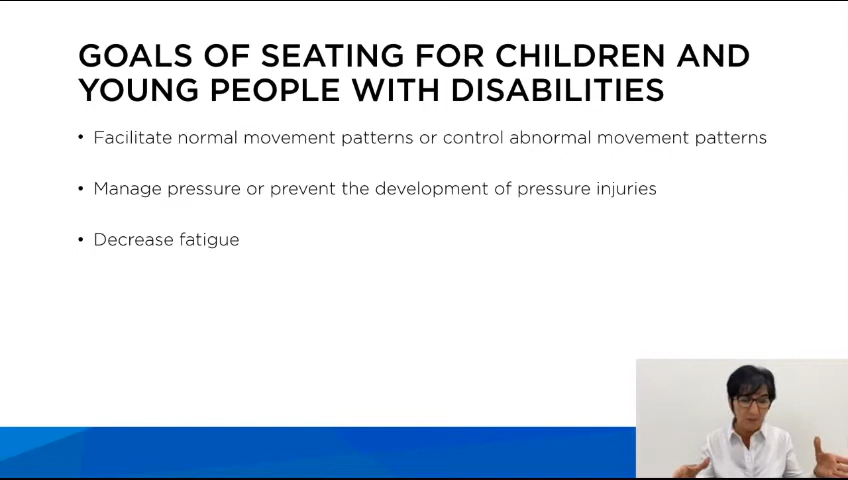 GOALS OF SEATING FOR CHILDREN AND
YOUNG PEOPLE WITH DISABILITIES
• Facilitate normal movement patterns or control abnormal movement patterns
• Manage pressure or prevent the development of pressure injuries
• Decrease fatigue